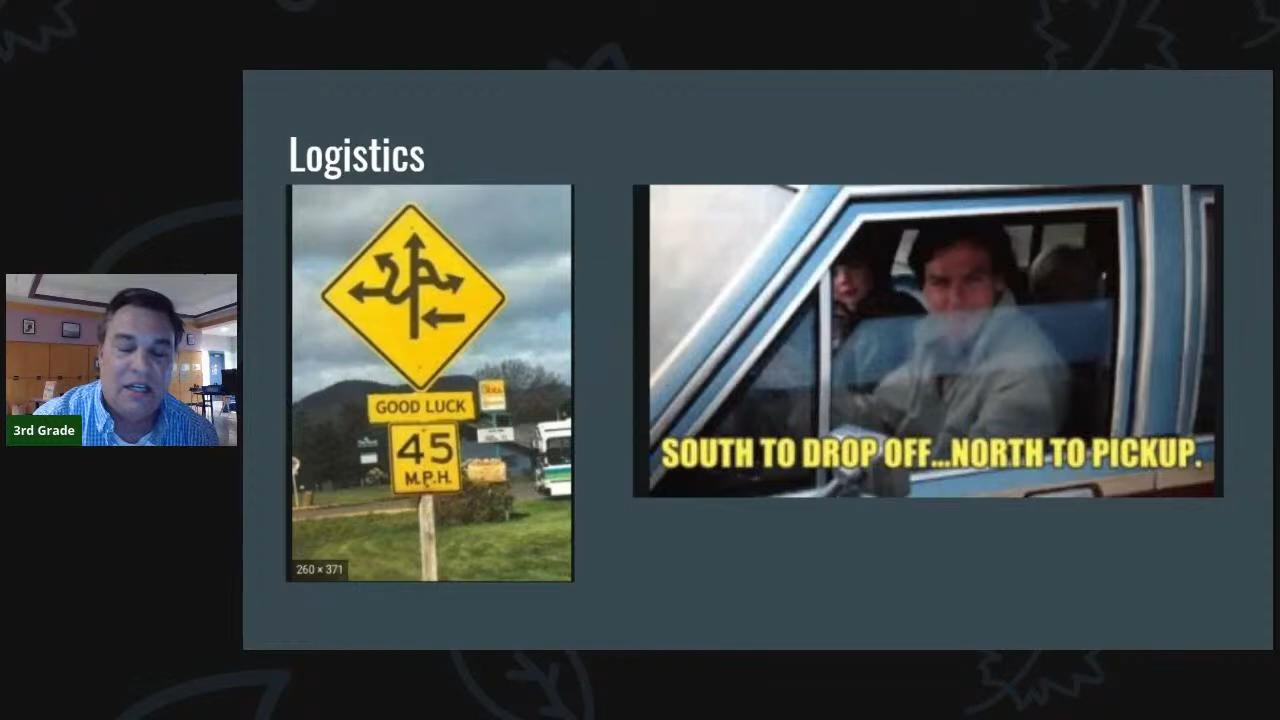 Logistics
GOOD LUCK
45
M.P.H.
260 × 371
SOUTH TO DROP OFF...NORTH TO PICKUP.
3rd Grade